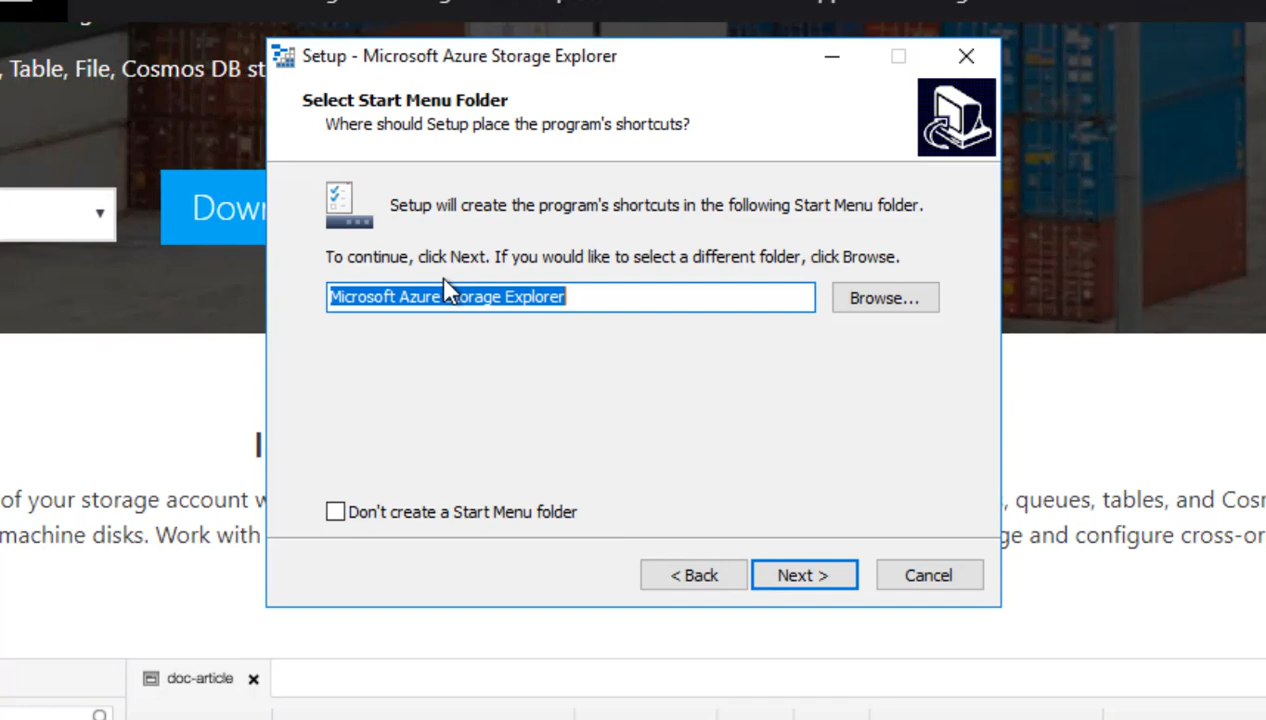 , Table, File, Cosmos DB st
Setup - Microsoft Azure Storage Explorer
Select Start Menu Folder
Where should Setup place the program's shortcuts?
Dow
Setup will create the program's shortcuts in the following Start Menu folder.
To continue, click Next. If you would like to select a different folder, click Browse.
Microsoft Azure Storage Explorer
Browse...
of your storage account w
, queues, tables, and Cos
Don't create a Start Menu folder
machine disks. Work with
ge and configure cross-or
< Back
Next >
Cancel
doc-article